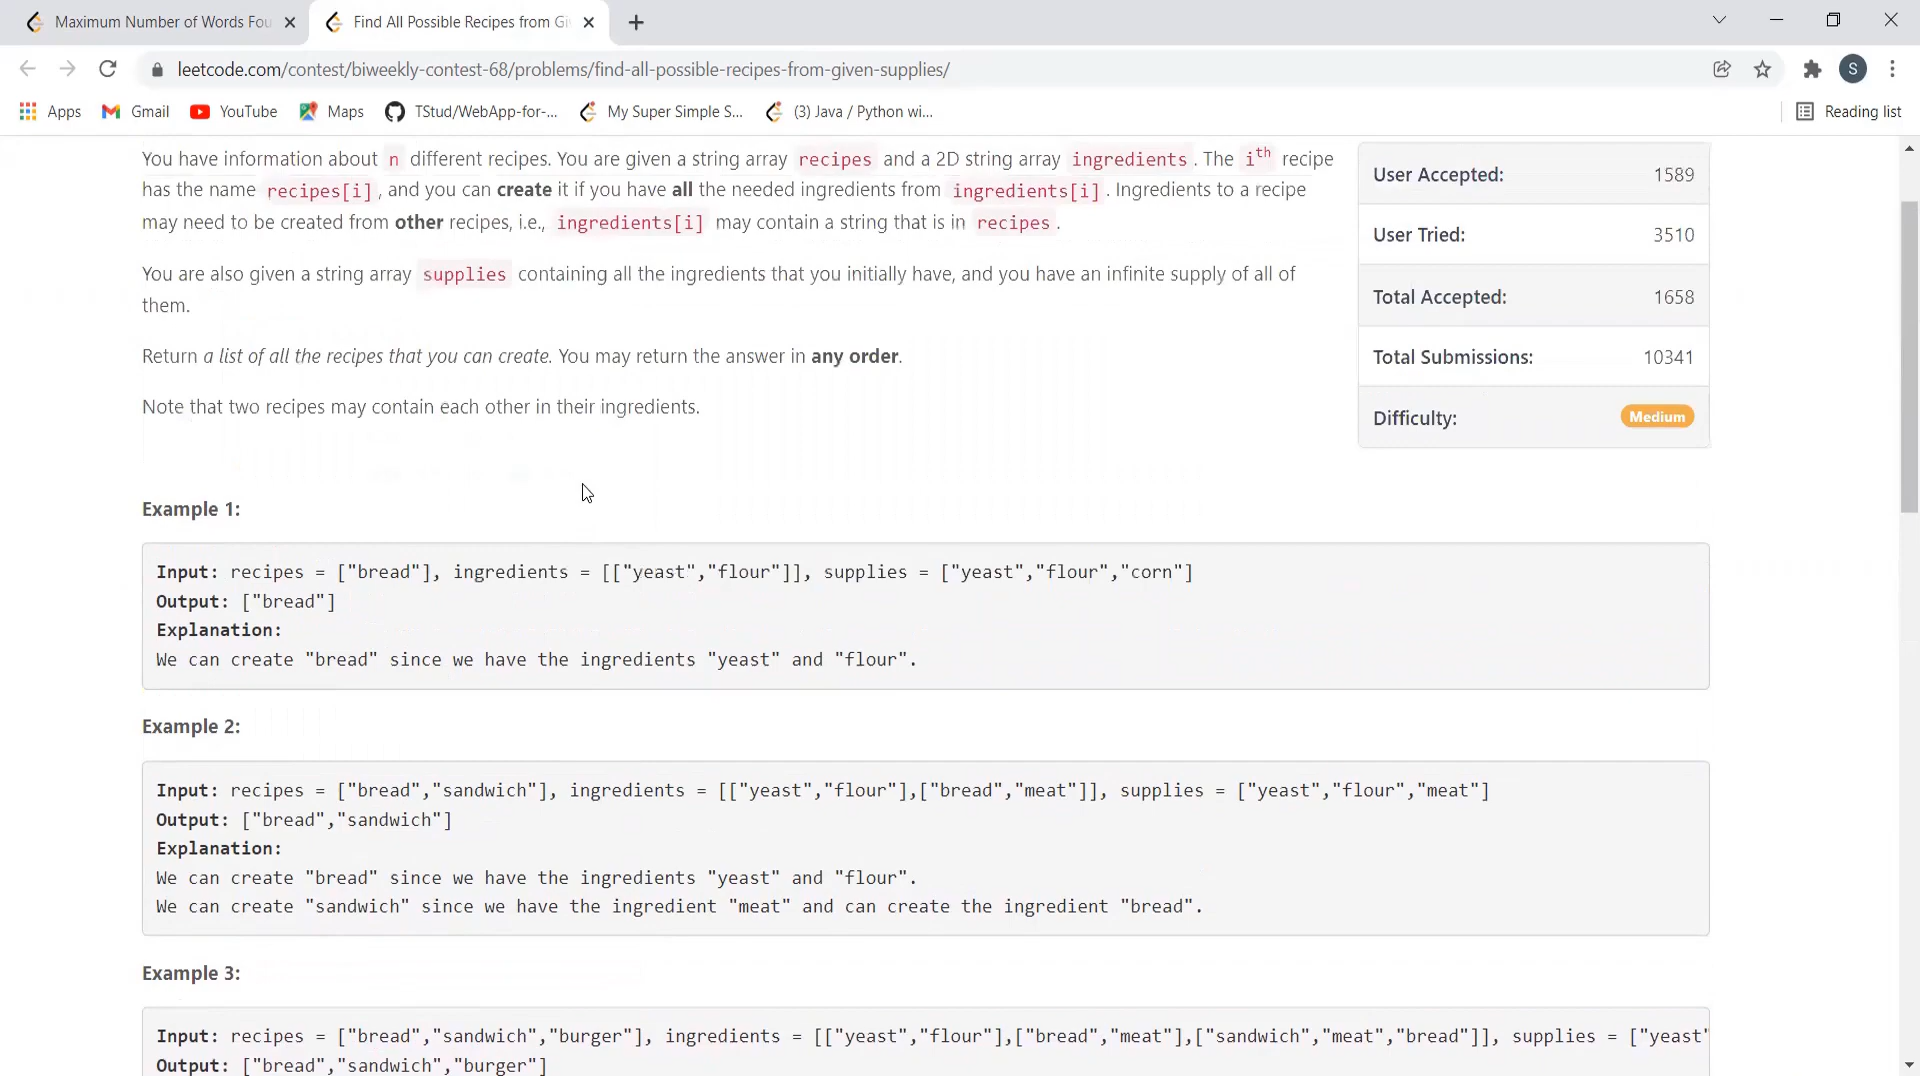 Maximum Number of Words Fou
Find All Possible Recipes from Gi
leetcode.com/contest/biweekly-contest-68/problems/find-all-possible-recipes-from-given-supplies/
S
Apps
Gmail
YouTube
Maps
TStud/WebApp-for-...
My Super Simple S...
(3) Java / Python wi...
Reading list
You have information about n different recipes. You are given a string array recipes and a 2D string array ingredients. The ith recipe
has the name recipes[i], and you can create it if you have all the needed ingredients from ingredients[i]. Ingredients to a recipe
may need to be created from other recipes, i.e., ingredients[i] may contain a string that is in recipes.
You are also given a string array supplies containing all the ingredients that you initially have, and you have an infinite supply of all of
them.
Return a list of all the recipes that you can create. You may return the answer in any order.
Note that two recipes may contain each other in their ingredients.
User Accepted: 1589
User Tried: 3510
Total Accepted: 1658
Total Submissions: 10341
Difficulty: Medium
Example 1:
Input: recipes = ["bread"], ingredients = [["yeast","flour"]], supplies = ["yeast","flour","corn"]
Output: ["bread"]
Explanation:
We can create "bread" since we have the ingredients "yeast" and "flour".
Example 2:
Input: recipes = ["bread","sandwich"], ingredients = [["yeast","flour"],["bread","meat"]], supplies = ["yeast","flour","meat"]
Output: ["bread","sandwich"]
Explanation:
We can create "bread" since we have the ingredients "yeast" and "flour".
We can create "sandwich" since we have the ingredient "meat" and can create the ingredient "bread".
Example 3:
Input: recipes = ["bread","sandwich","burger"], ingredients = [["yeast","flour"],["bread","meat"],["sandwich","meat","bread"]], supplies = ["yeast"
Output: ["bread","sandwich","burger"]